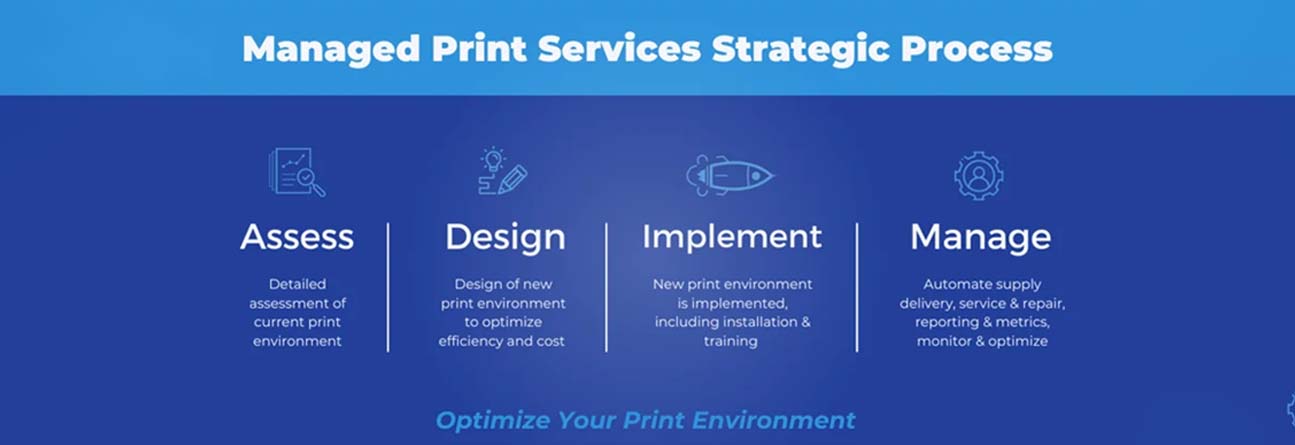 Managed Print Services Strategic Process
Assess
Detailed
assessment of
current print
environment
Design
Design of new
print environment
to optimize
efficiency and cost
Implement
New print environment
is implemented,
including installation &
training
Manage
Automate supply
delivery, service & repair,
reporting & metrics,
monitor & optimize
Optimize Your Print Environment